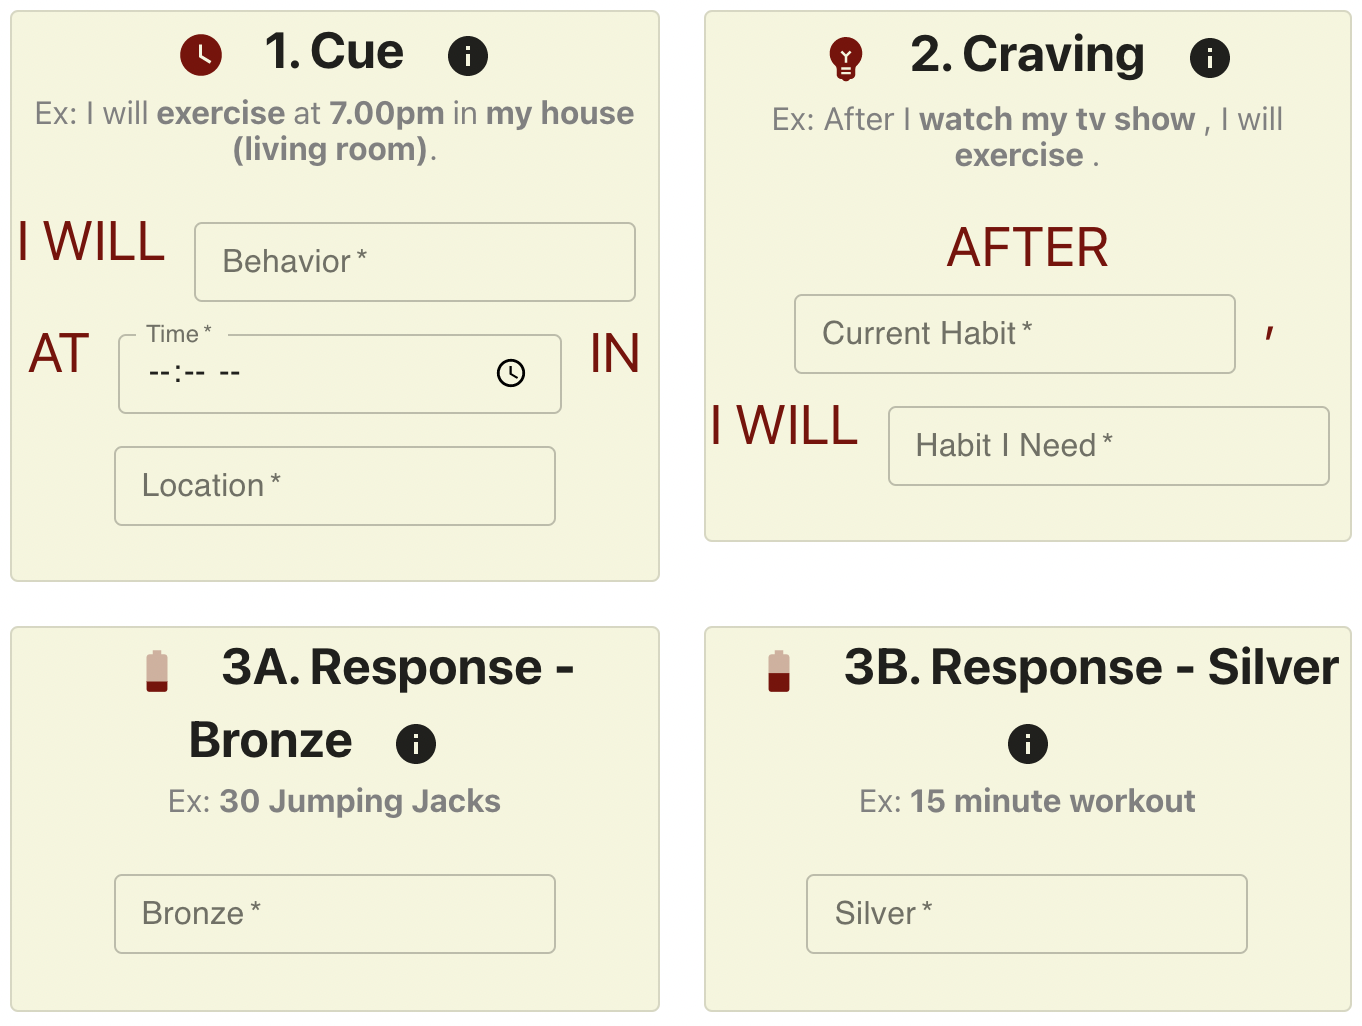 1. Cue
Ex: I will exercise at 7.00pm in my house
(living room).
I WILL
Behavior *
AT
Time *
--:-- --
IN
Location *
2. Craving
Ex: After I watch my tv show , I will
exercise .
AFTER
Current Habit *
,
I WILL
Habit I Need *
3A. Response -
Bronze
Ex: 30 Jumping Jacks
Bronze *
3B. Response - Silver
Ex: 15 minute workout
Silver *